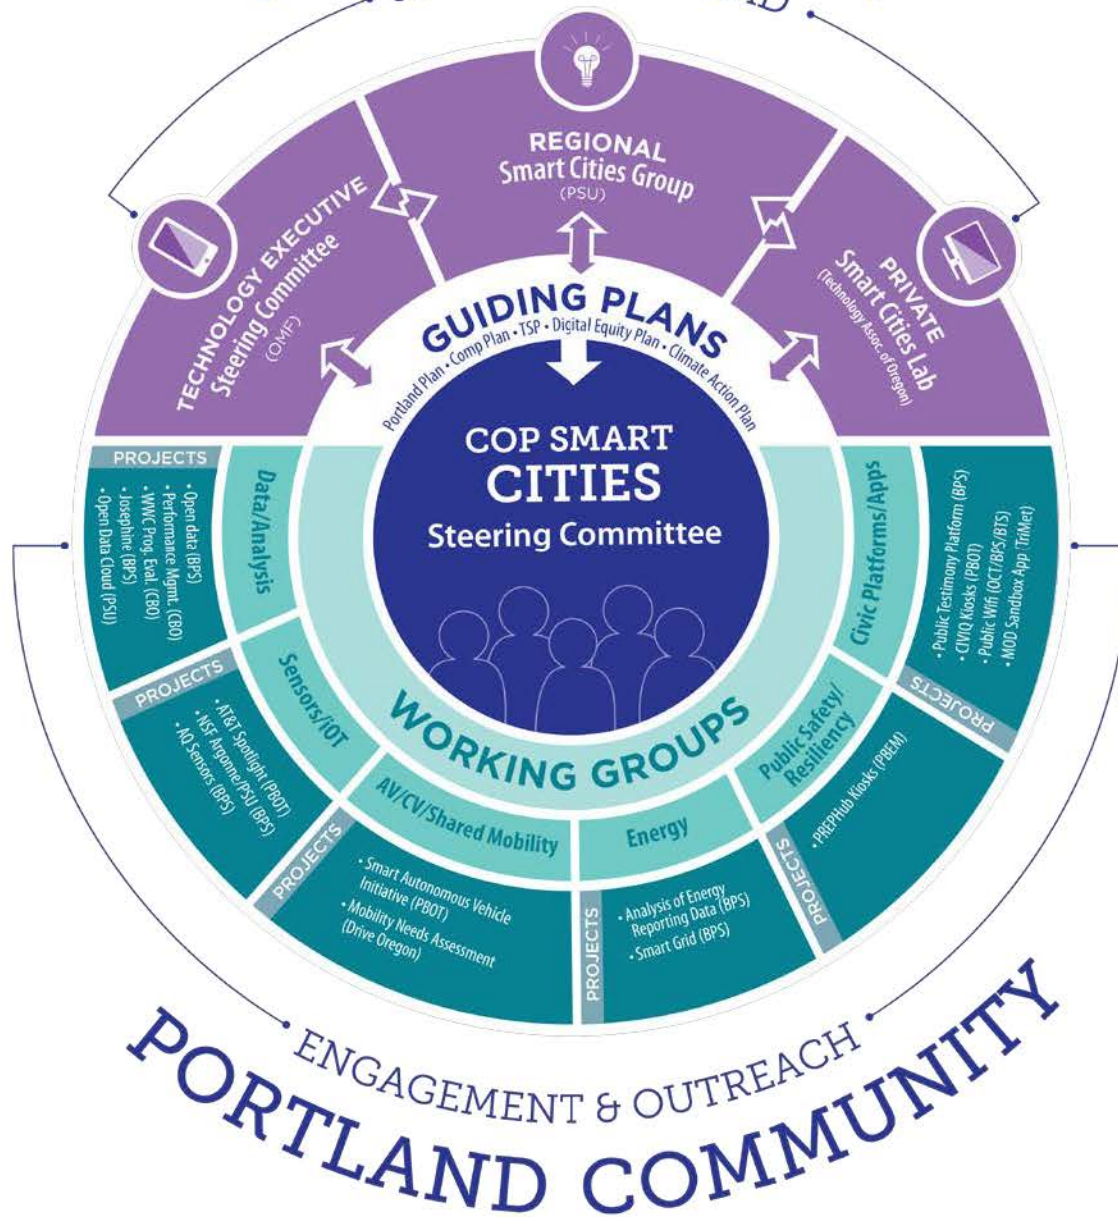 REGIONAL
Smart Cities Group
(PSU)
TECHNOLOGY EXECUTIVE
Steering Committee
(OMF)
PRIVATE
Smart Cities Lab
(Technology Assoc. of Oregon)
GUIDING PLANS
Portland Plan • Comp Plan • TSP • Digital Equity Plan • Climate Action Plan
COP SMART
CITIES
Steering Committee
WORKING GROUPS
Data/Analysis
PROJECTS
• Open data (BPS)
• Performance Mgmt. (CBO)
• WWC Prog. Eval. (CBO)
• Josephine (BPS)
• Open Data Cloud (PSU)
Sensors/iOT
PROJECTS
• AT&T Spotlight (PBOT)
• NSF Argonne/PSU (BPS)
• AQ Sensors (BPS)
AV/CV/Shared Mobility
PROJECTS
• Smart Autonomous Vehicle
Initiative (PBOT)
• Mobility Needs Assessment
(Drive Oregon)
Energy
PROJECTS
• Analysis of Energy
Reporting Data (BPS)
• Smart Grid (BPS)
Public Safety/
Resiliency
PROJECTS
• PREPHub Kiosks (PBEM)
Civic Platforms/Apps
PROJECTS
• Public Testimony Platform (BPS)
• CIVIQ Kiosks (PBOT)
• Public Wifi (OCT/BPS/BTS)
• MOD Sandbox App (TriMet)
ENGAGEMENT & OUTREACH
PORTLAND COMMUNITY